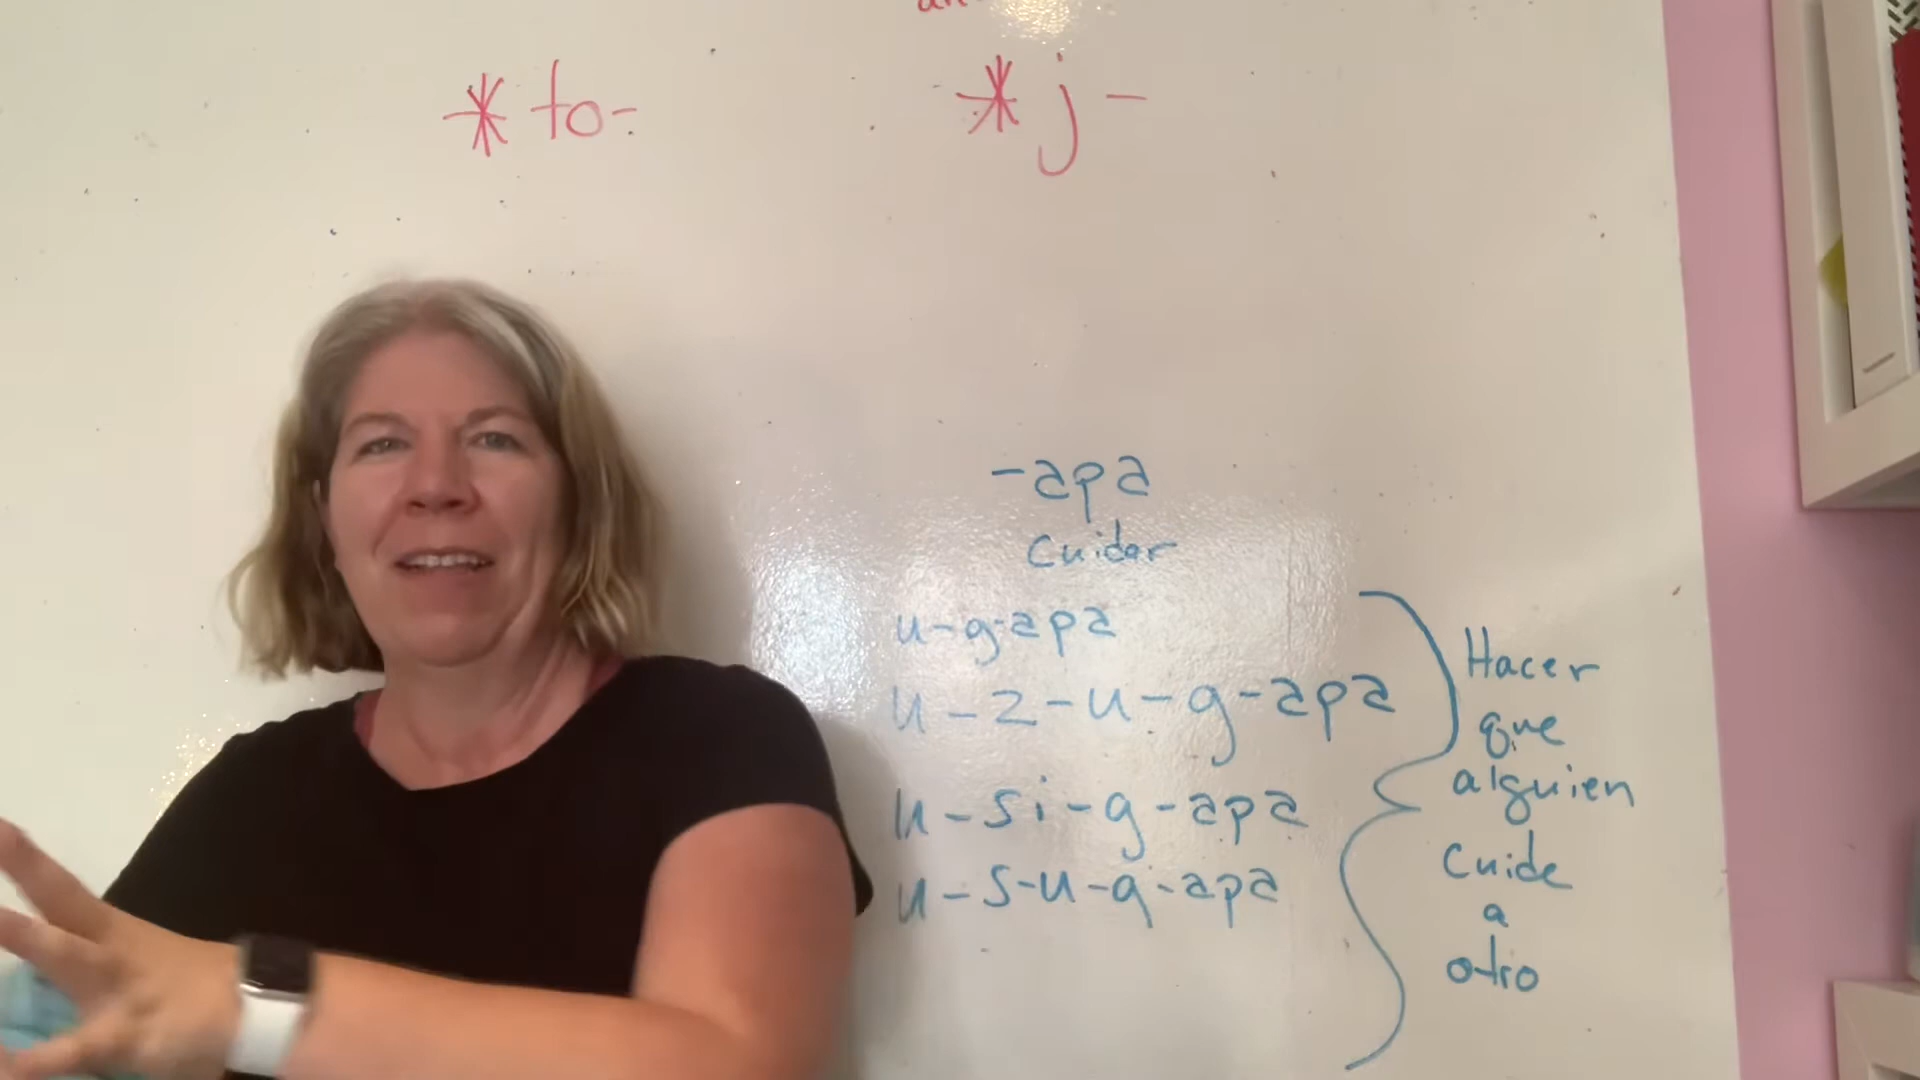 * to-
* j-
-apa
cuidar
u-g-apa
u-z-u-g-apa
u-si-g-apa
u-s-u-g-apa
Hacer
que
alguien
cuide
a
otro